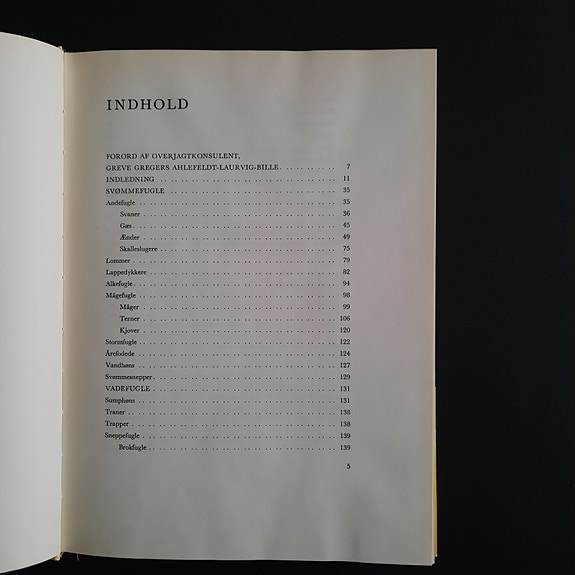 INDHOLD
FORORD AF OVERJAGTKONSULENT,
GREVE GREGERS AHLEFELDT-LAURVIG-BILLE . . . . . . . . . . 7
INDLEDNING . . . . . . . . . . 11
SVØMMEFUGLE . . . . . . . . . . 35
Andefugle . . . . . . . . . . 35
Svaner . . . . . . . . . . 36
Gæs . . . . . . . . . . 45
Ænder . . . . . . . . . . 49
Skalleslugere . . . . . . . . . . 75
Lommer . . . . . . . . . . 79
Lappedykkere . . . . . . . . . . 82
Alkefugle . . . . . . . . . . 94
Mågefugle . . . . . . . . . . 98
Måger . . . . . . . . . . 99
Terner . . . . . . . . . . 106
Kjover . . . . . . . . . . 120
Stormfugle . . . . . . . . . . 122
Årefodede . . . . . . . . . . 124
Vandhøns . . . . . . . . . . 127
Svømmesnepper . . . . . . . . . . 129
VADEFUGLE . . . . . . . . . . 131
Sumphøns . . . . . . . . . . 131
Traner . . . . . . . . . . 138
Trapper . . . . . . . . . . 138
Sneppefugle . . . . . . . . . . 139
Brokfugle . . . . . . . . . . 139
5